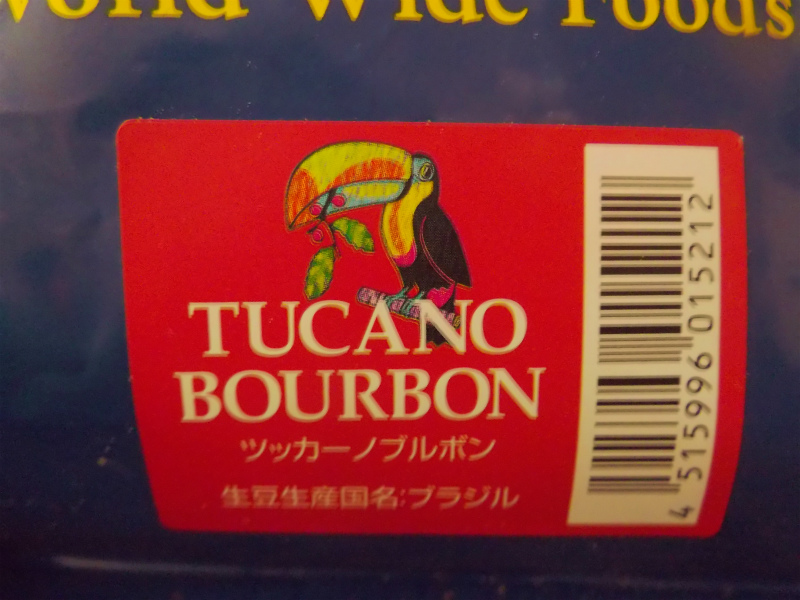 World Wide Foods
TUCANO
BOURBON
ツッカーノブルボン
生豆生産国名:ブラジル
4 515996 015212